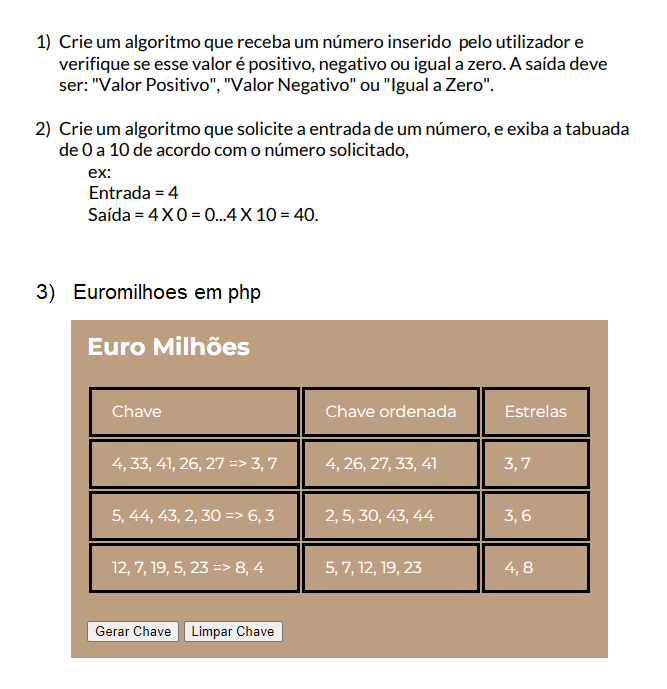 1) Crie um algoritmo que receba um número inserido pelo utilizador e
verifique se esse valor é positivo, negativo ou igual a zero. A saída deve
ser: "Valor Positivo", "Valor Negativo" ou "Igual a Zero".
2) Crie um algoritmo que solicite a entrada de um número, e exiba a tabuada
de 0 a 10 de acordo com o número solicitado,
ex:
Entrada = 4
Saída = 4 X 0 = 0...4 X 10 = 40.
3) Euromilhoes em php
Euro Milhões
Chave Chave ordenada Estrelas
4, 33, 41, 26, 27 => 3, 7 4, 26, 27, 33, 41 3, 7
5, 44, 43, 2, 30 => 6, 3 2, 5, 30, 43, 44 3, 6
12, 7, 19, 5, 23 => 8, 4 5, 7, 12, 19, 23 4, 8
Gerar Chave Limpar Chave